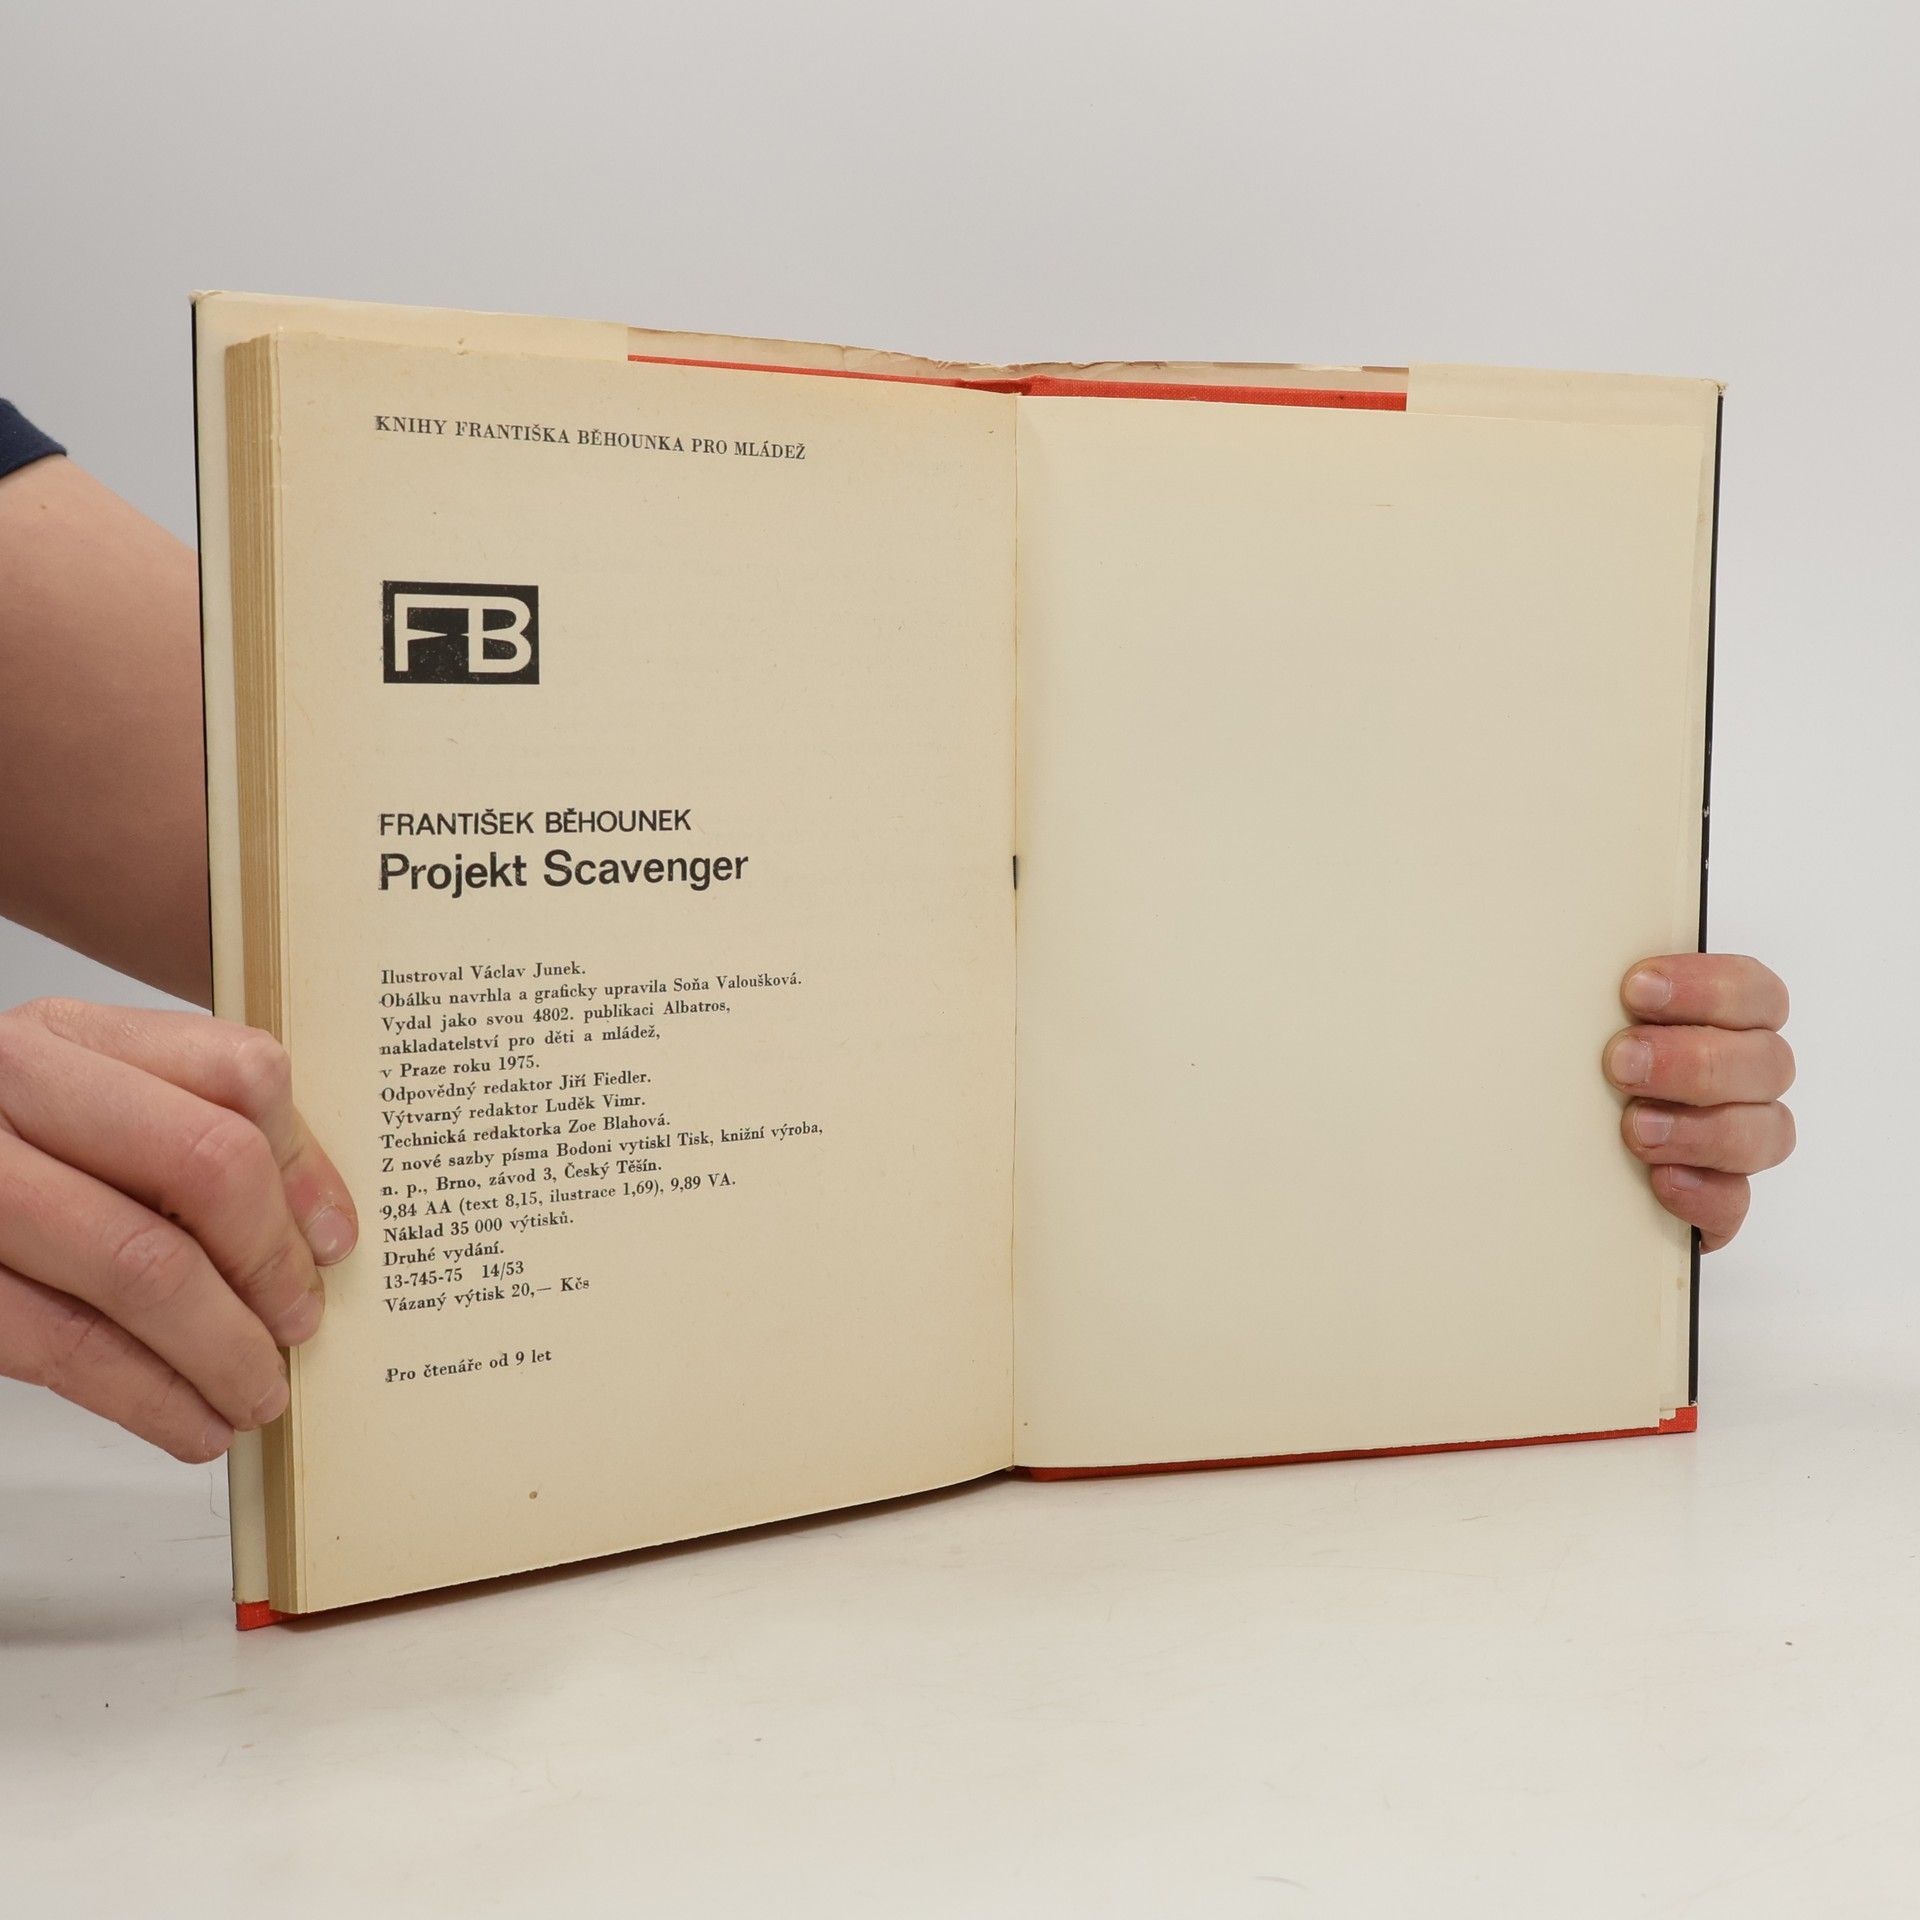 KNIHY FRANTIŠKA BĚHOUNKA PRO MLÁDEŽ
FB
FRANTIŠEK BĚHOUNEK
Projekt Scavenger
Ilustroval Václav Junek.
Obálku navrhla a graficky upravila Soňa Valoušková.
Vydal jako svou 4802. publikaci Albatros,
nakladatelství pro děti a mládež,
v Praze roku 1975.
Odpovědný redaktor Jiří Fiedler.
Výtvarný redaktor Luděk Vimr.
Technická redaktorka Zoe Blahová.
Z nové sazby písma Bodoni vytiskl Tisk, knižní výroba,
n. p., Brno, závod 3, Český Těšín.
9,84 AA (text 8,15, ilustrace 1,69), 9,89 VA.
Náklad 35 000 výtisků.
Druhé vydání.
13-745-75 14/53
Vázaný výtisk 20,— Kčs
Pro čtenáře od 9 let